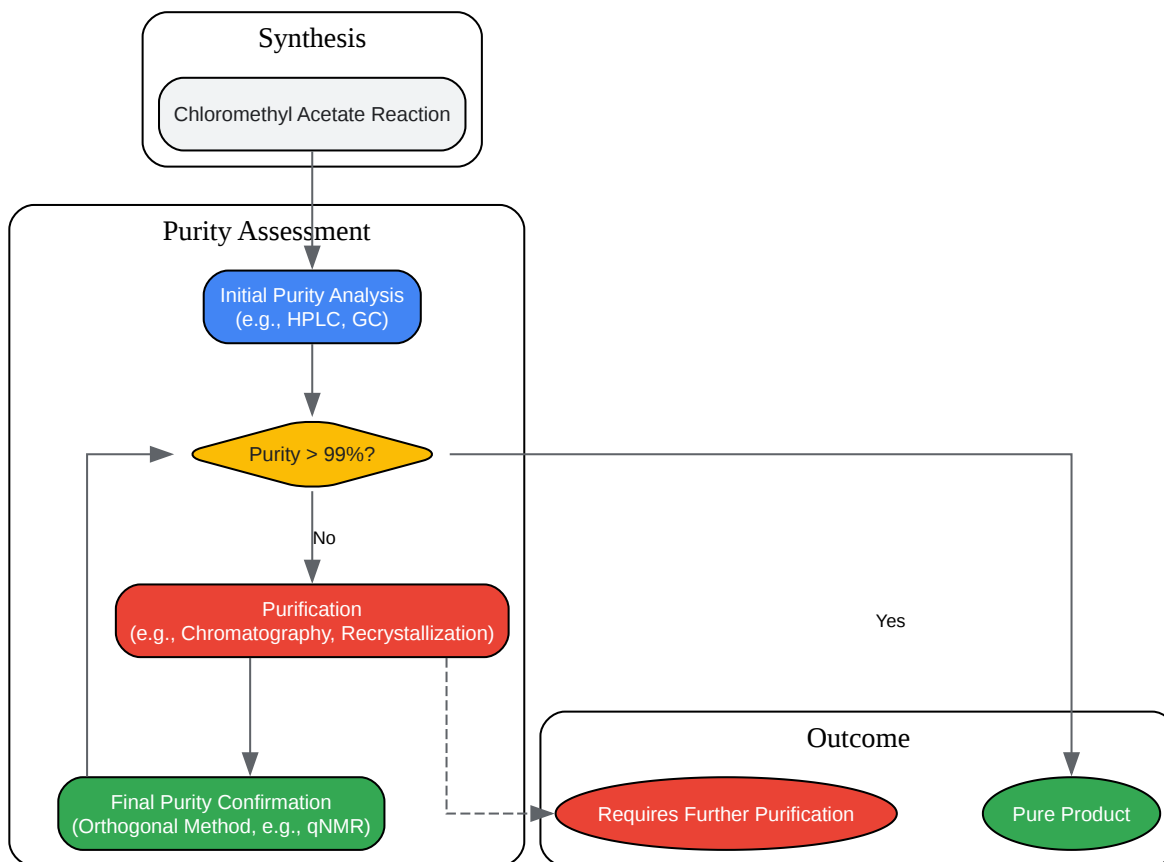 Synthesis
Chloromethyl Acetate Reaction
Purity Assessment
Initial Purity Analysis
(e.g., HPLC, GC)
Purity > 99%?
No
Purification
(e.g., Chromatography, Recrystallization)
Yes
Outcome
Final Purity Confirmation
(Orthogonal Method, e.g., qNMR)
Requires Further Purification
Pure Product